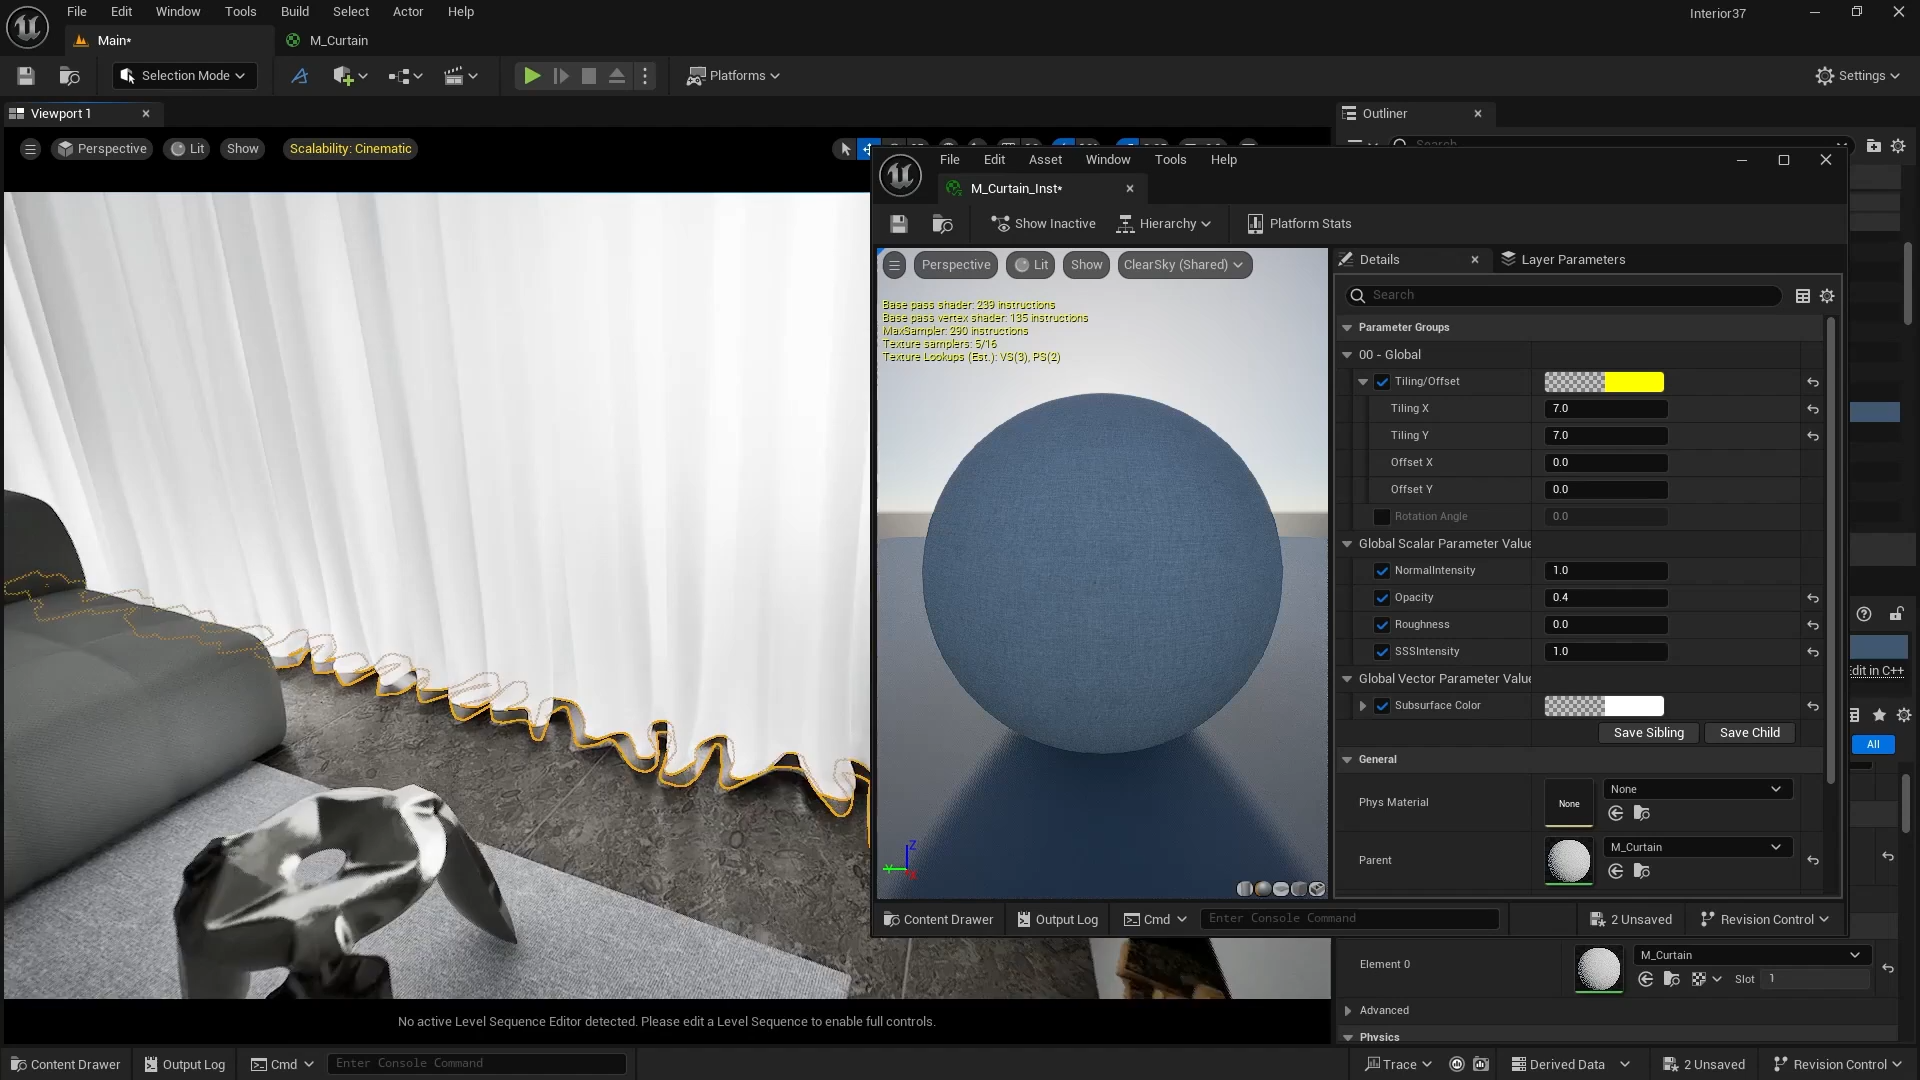 File Edit Window Tools Build Select Actor Help
Interior37
Main*
M_Curtain
Selection Mode
Platforms
Settings
Viewport 1
Outliner
Perspective Lit Show Scalability: Cinematic
Search
File Edit Asset Window Tools Help
M_Curtain_Inst*
Show Inactive Hierarchy Platform Stats
Perspective Lit Show ClearSky (Shared)
Details
Layer Parameters
Search
Base pass shader: 239 instructions
Base pass vertex shader: 135 instructions
MaxSampler: 290 instructions
Texture samplers: 5/16
Texture Lookups (Est.): VS(3), PS(2)
Parameter Groups
00 - Global
Tiling/Offset
Tiling X 7.0
Tiling Y 7.0
Offset X 0.0
Offset Y 0.0
Rotation Angle 0.0
Global Scalar Parameter Value
NormalIntensity 1.0
Opacity 0.4
Roughness 0.0
SSSIntensity 1.0
Global Vector Parameter Value
Subsurface Color
Save Sibling Save Child
General
Phys Material None None
Parent M_Curtain
Edit in C++
All
Z
Y
X
Content Drawer Output Log Cmd Enter Console Command 2 Unsaved Revision Control
Element 0 M_Curtain
Slot 1
Advanced
Physics
No active Level Sequence Editor detected. Please edit a Level Sequence to enable full controls.
Content Drawer Output Log Cmd Enter Console Command Trace Derived Data 2 Unsaved Revision Control